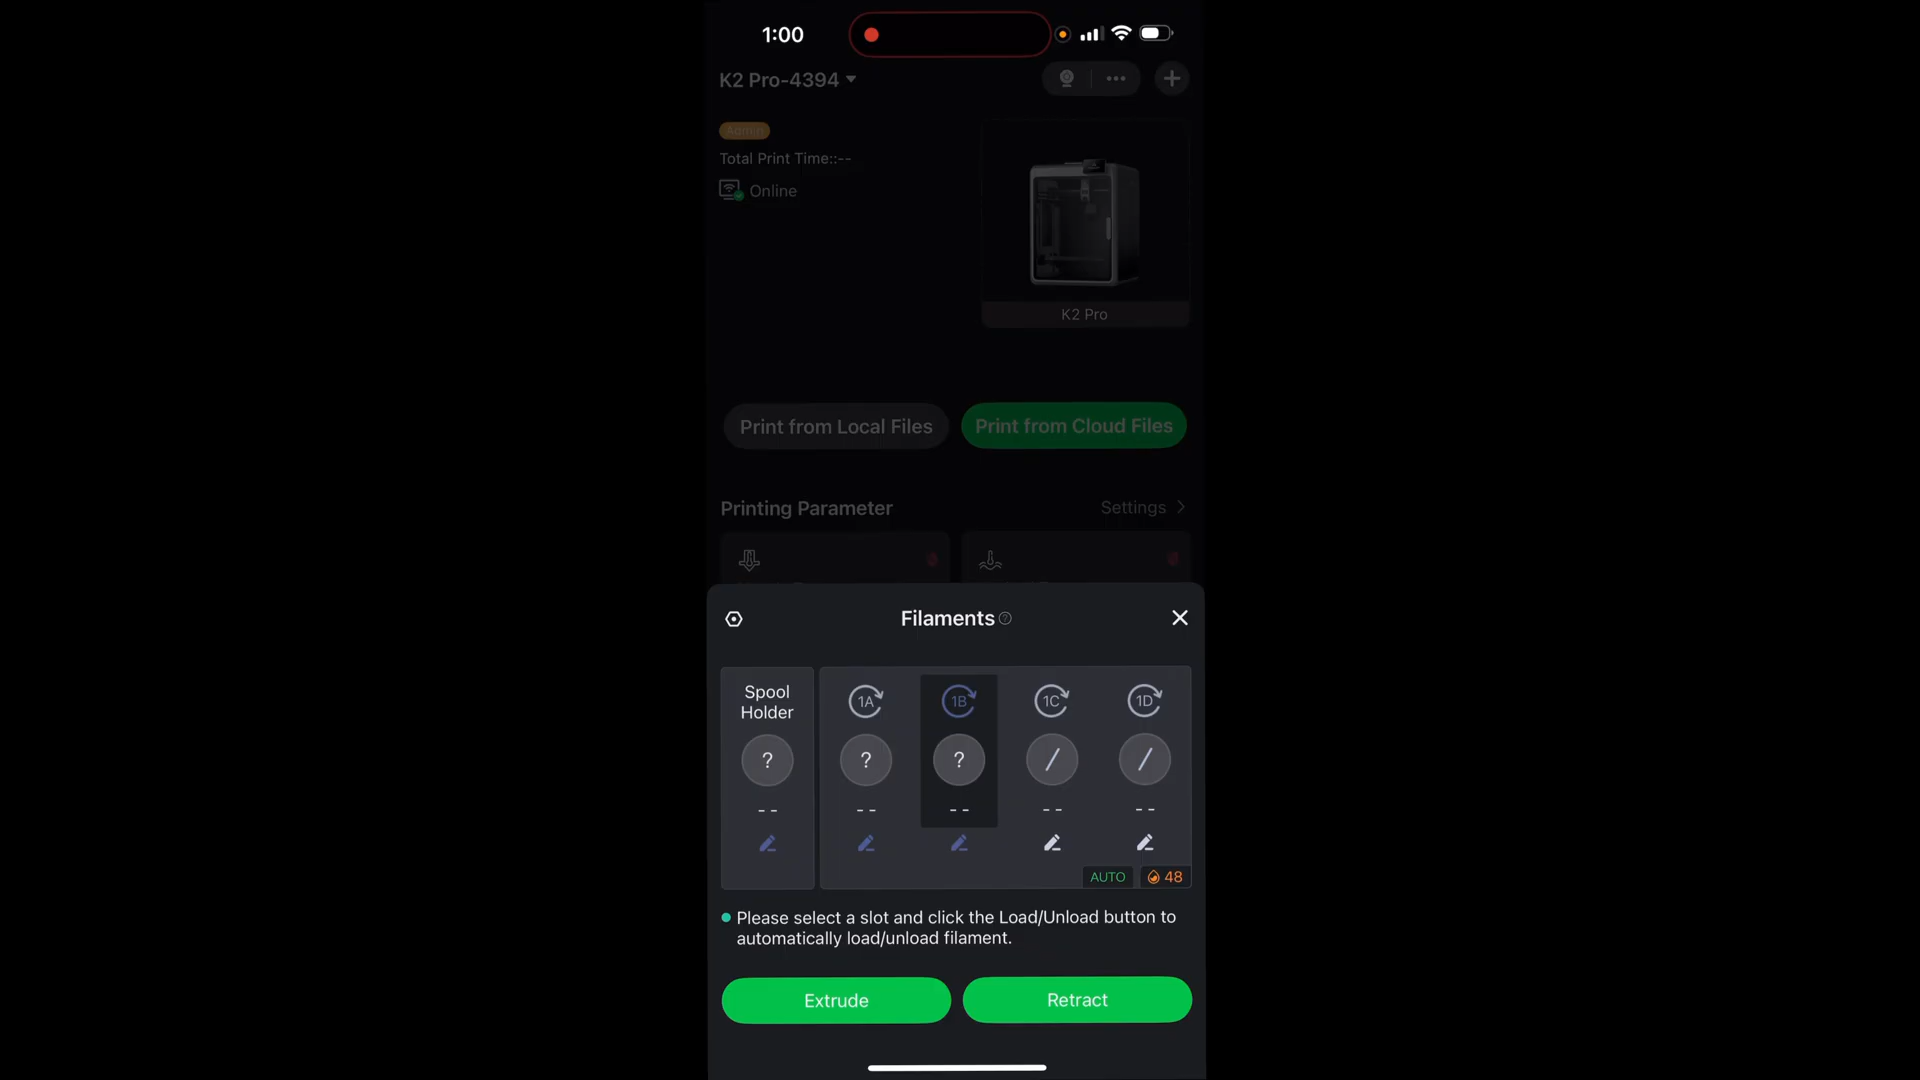 1:00
K2 Pro-4394
Admin
Total Print Time::--
Online
K2 Pro
Print from Local Files
Print from Cloud Files
Printing Parameter
Settings
Filaments
Spool
Holder
1A
1B
1C
1D
?
?
?
/
/
--
--
--
--
--
AUTO
48
Please select a slot and click the Load/Unload button to
automatically load/unload filament.
Extrude
Retract